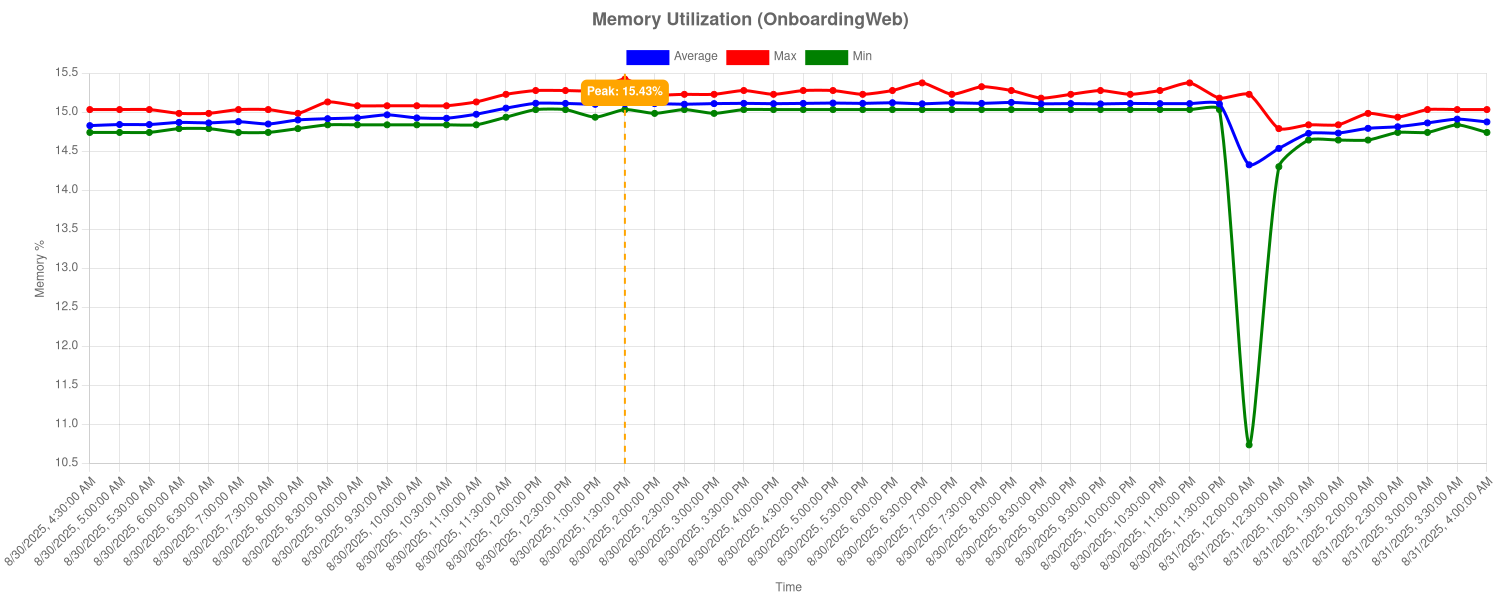 Memory Utilization (OnboardingWeb)
Average Max Min
Peak: 15.43%
15.5
15.0
14.5
14.0
13.5
13.0
12.5
12.0
11.5
11.0
10.5
Memory %
8/30/2025, 4:30:00 AM
8/30/2025, 5:00:00 AM
8/30/2025, 5:30:00 AM
8/30/2025, 6:00:00 AM
8/30/2025, 6:30:00 AM
8/30/2025, 7:00:00 AM
8/30/2025, 7:30:00 AM
8/30/2025, 8:00:00 AM
8/30/2025, 8:30:00 AM
8/30/2025, 9:00:00 AM
8/30/2025, 9:30:00 AM
8/30/2025, 10:00:00 AM
8/30/2025, 10:30:00 AM
8/30/2025, 11:00:00 AM
8/30/2025, 11:30:00 AM
8/30/2025, 12:00:00 PM
8/30/2025, 12:30:00 PM
8/30/2025, 1:00:00 PM
8/30/2025, 1:30:00 PM
8/30/2025, 2:00:00 PM
8/30/2025, 2:30:00 PM
8/30/2025, 3:00:00 PM
8/30/2025, 3:30:00 PM
8/30/2025, 4:00:00 PM
8/30/2025, 4:30:00 PM
8/30/2025, 5:00:00 PM
8/30/2025, 5:30:00 PM
8/30/2025, 6:00:00 PM
8/30/2025, 6:30:00 PM
8/30/2025, 7:00:00 PM
8/30/2025, 7:30:00 PM
8/30/2025, 8:00:00 PM
8/30/2025, 8:30:00 PM
8/30/2025, 9:00:00 PM
8/30/2025, 9:30:00 PM
8/30/2025, 10:00:00 PM
8/30/2025, 10:30:00 PM
8/30/2025, 11:00:00 PM
8/30/2025, 11:30:00 PM
8/31/2025, 12:00:00 AM
8/31/2025, 12:30:00 AM
8/31/2025, 1:00:00 AM
8/31/2025, 1:30:00 AM
8/31/2025, 2:00:00 AM
8/31/2025, 2:30:00 AM
8/31/2025, 3:00:00 AM
8/31/2025, 3:30:00 AM
8/31/2025, 4:00:00 AM
Time